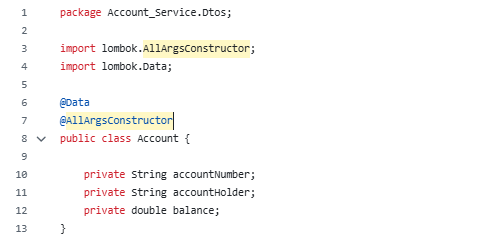 1 package Account_Service.Dtos;
2
3 import lombok.AllArgsConstructor;
4 import lombok.Data;
5
6 @Data
7 @AllArgsConstructor
8 public class Account {
9
10 private String accountNumber;
11 private String accountHolder;
12 private double balance;
13 }